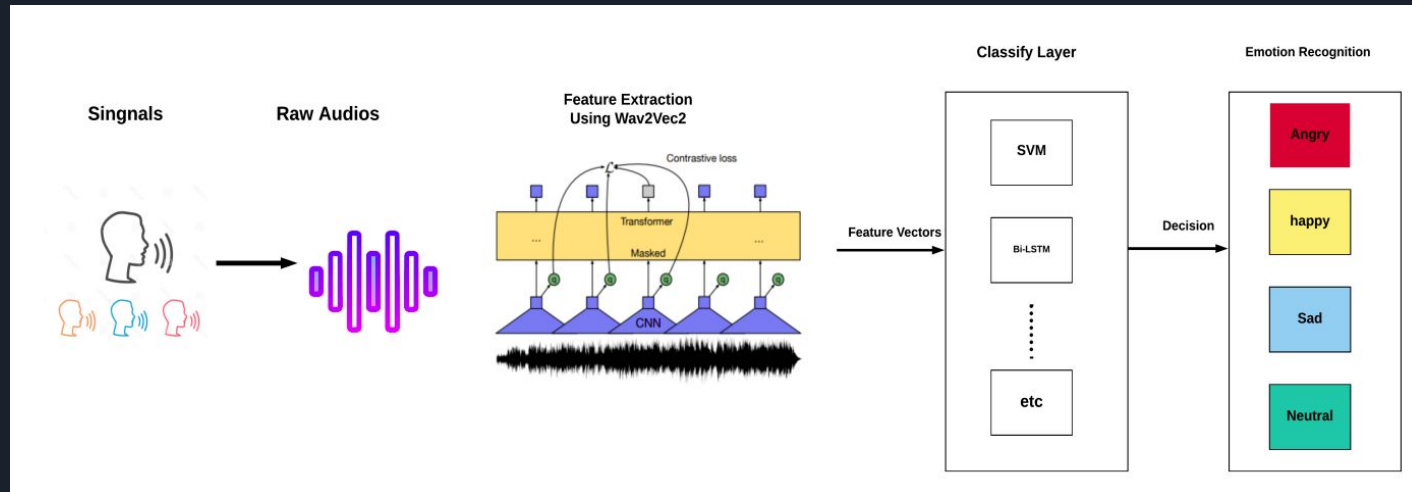 Singnals
Raw Audios
Feature Extraction
Using Wav2Vec2
Contrastive loss
ℒ
Transformer
...
...
Masked
q
q
q
q
CNN
Feature Vectors
Classify Layer
SVM
Bi-LSTM
etc
Decision
Emotion Recognition
Angry
happy
Sad
Neutral